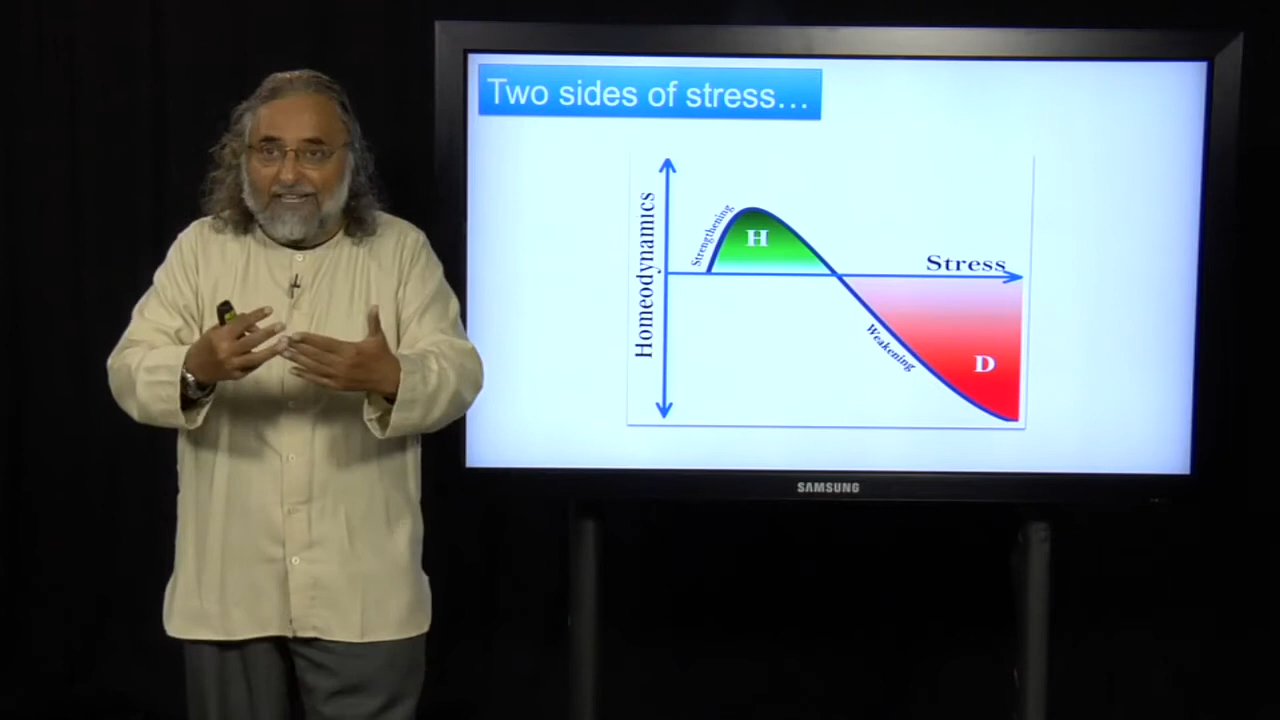 Two sides of stress...
Homeodynamics
Strengthening
H
Stress
Weakening
D
SAMSUNG